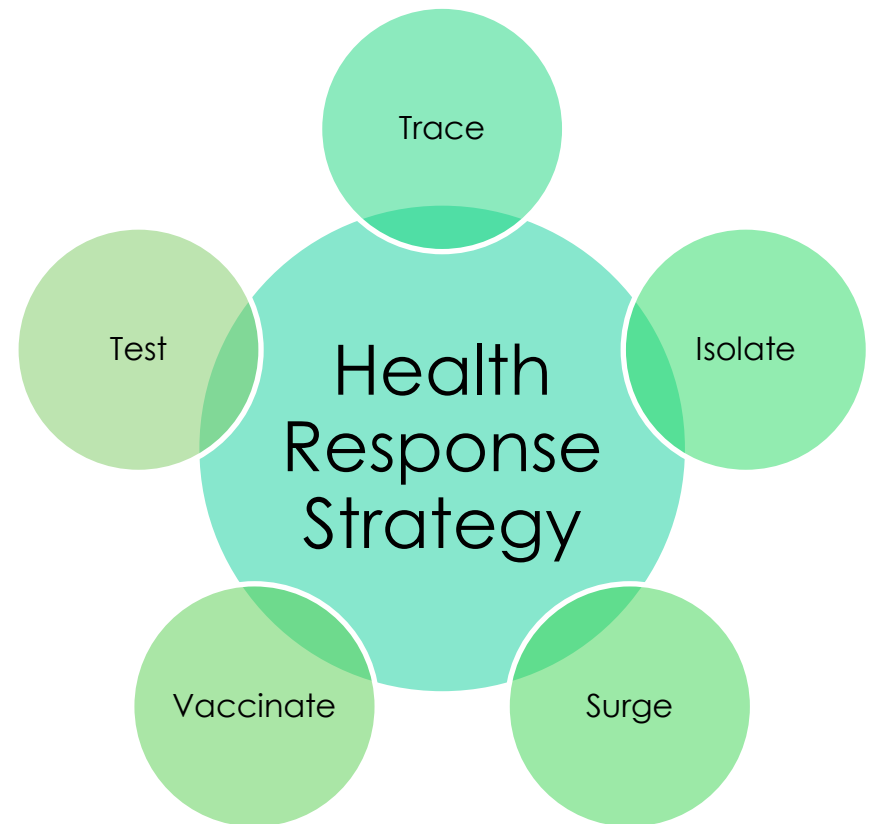 Trace
Test
Isolate
Health
Response
Strategy
Vaccinate
Surge